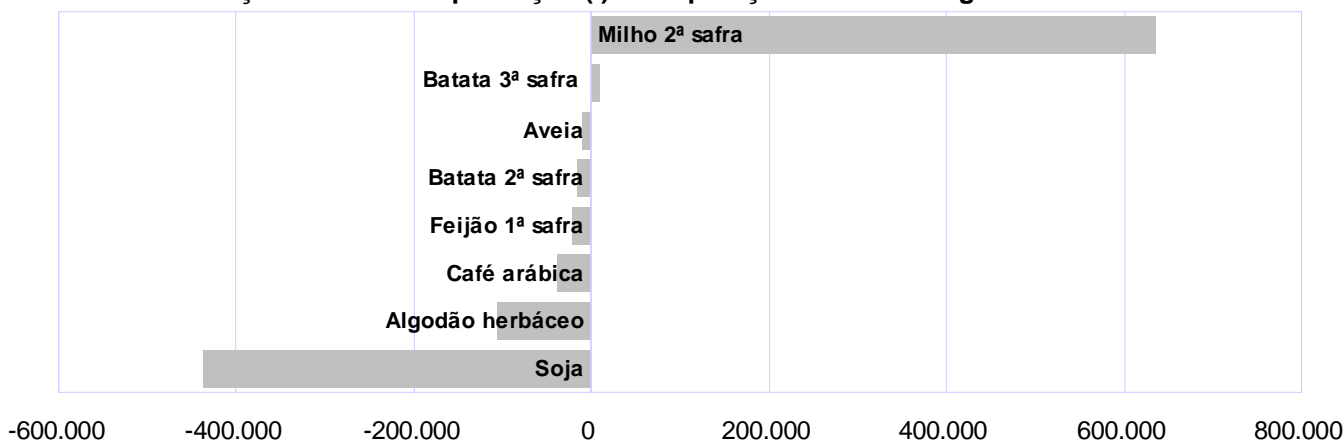 Milho 2ª safra
Batata 3ª safra
Aveia
Batata 2ª safra
Feijão 1ª safra
Café arábica
Algodão herbáceo
Soja
-600.000 -400.000 -200.000 0 200.000 400.000 600.000 800.000